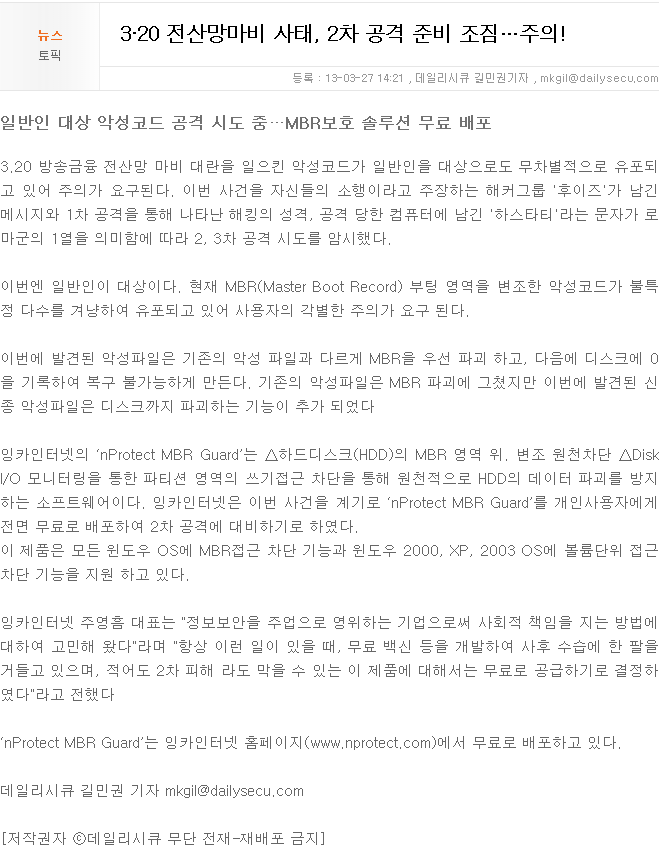 뉴스
토픽
3·20 전산망마비 사태, 2차 공격 준비 조짐…주의!
등록 : 13-03-27 14:21 , 데일리시큐 길민권기자 , mkgil@dailysecu.com
일반인 대상 악성코드 공격 시도 중…MBR보호 솔루션 무료 배포
3.20 방송금융 전산망 마비 대란을 일으킨 악성코드가 일반인을 대상으로도 무차별적으로 유포되
고 있어 주의가 요구된다. 이번 사건을 자신들의 소행이라고 주장하는 해커그룹 '후이즈'가 남긴
메시지와 1차 공격을 통해 나타난 해킹의 성격, 공격 당한 컴퓨터에 남긴 '하스타티'라는 문자가 로
마군의 1열을 의미함에 따라 2, 3차 공격 시도를 암시했다.
이번엔 일반인이 대상이다. 현재 MBR(Master Boot Record) 부팅 영역을 변조한 악성코드가 불특
정 다수를 겨냥하여 유포되고 있어 사용자의 각별한 주의가 요구 된다.
이번에 발견된 악성파일은 기존의 악성 파일과 다르게 MBR을 우선 파괴 하고, 다음에 디스크에 0
을 기록하여 복구 불가능하게 만든다. 기존의 악성파일은 MBR 파괴에 그쳤지만 이번에 발견된 신
종 악성파일은 디스크까지 파괴하는 기능이 추가 되었다
잉카인터넷의 ‘nProtect MBR Guard’는 △하드디스크(HDD)의 MBR 영역 위. 변조 원천차단 △Disk
I/O 모니터링을 통한 파티션 영역의 쓰기접근 차단을 통해 원천적으로 HDD의 데이터 파괴를 방지
하는 소프트웨어이다. 잉카인터넷은 이번 사건을 계기로 ‘nProtect MBR Guard’를 개인사용자에게
전면 무료로 배포하여 2차 공격에 대비하기로 하였다.
이 제품은 모든 윈도우 OS에 MBR접근 차단 기능과 윈도우 2000, XP, 2003 OS에 볼륨단위 접근
차단 기능을 지원 하고 있다.
잉카인터넷 주영흠 대표는 "정보보안을 주업으로 영위하는 기업으로써 사회적 책임을 지는 방법에
대하여 고민해 왔다"라며 "항상 이런 일이 있을 때, 무료 백신 등을 개발하여 사후 수습에 한 팔을
거들고 있으며, 적어도 2차 피해 라도 막을 수 있는 이 제품에 대해서는 무료로 공급하기로 결정하
였다"라고 전했다
‘nProtect MBR Guard’는 잉카인터넷 홈페이지(www.nprotect.com)에서 무료로 배포하고 있다.
데일리시큐 길민권 기자 mkgil@dailysecu.com
[저작권자 ⓒ데일리시큐 무단 전재-재배포 금지]